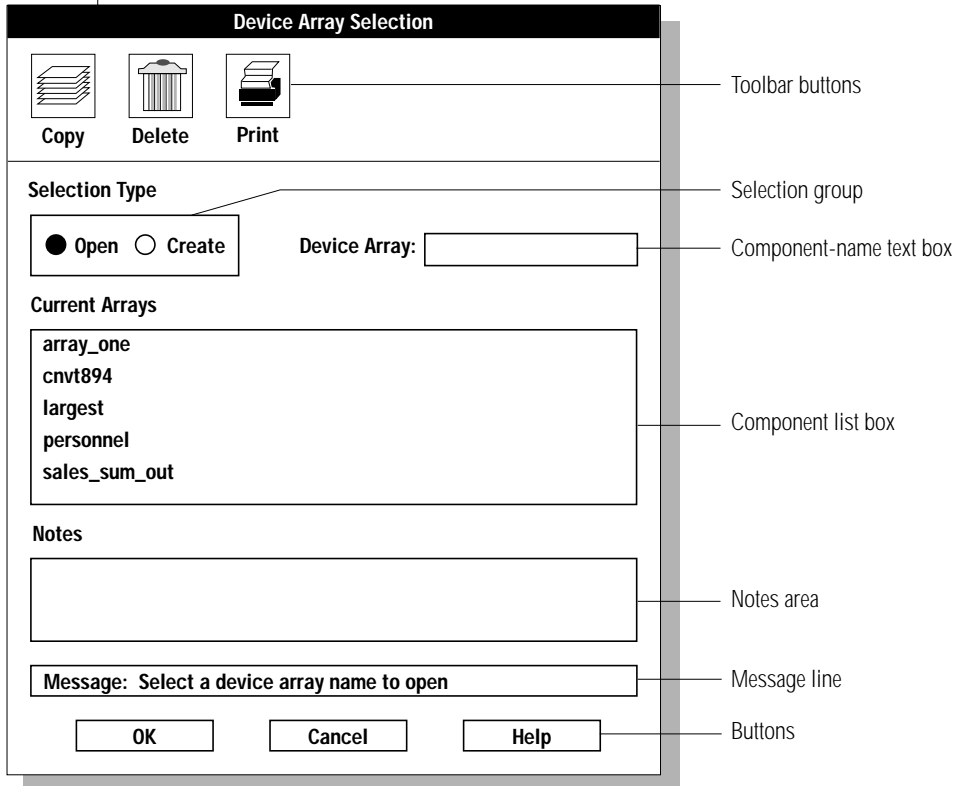 Device Array Selection
Copy Delete Print
Toolbar buttons
Selection Type
Selection group
Open Create
Device Array:
Component-name text box
Current Arrays
array_one
cnvt894
largest
personnel
sales_sum_out
Component list box
Notes
Notes area
Message: Select a device array name to open
Message line
OK Cancel Help
Buttons